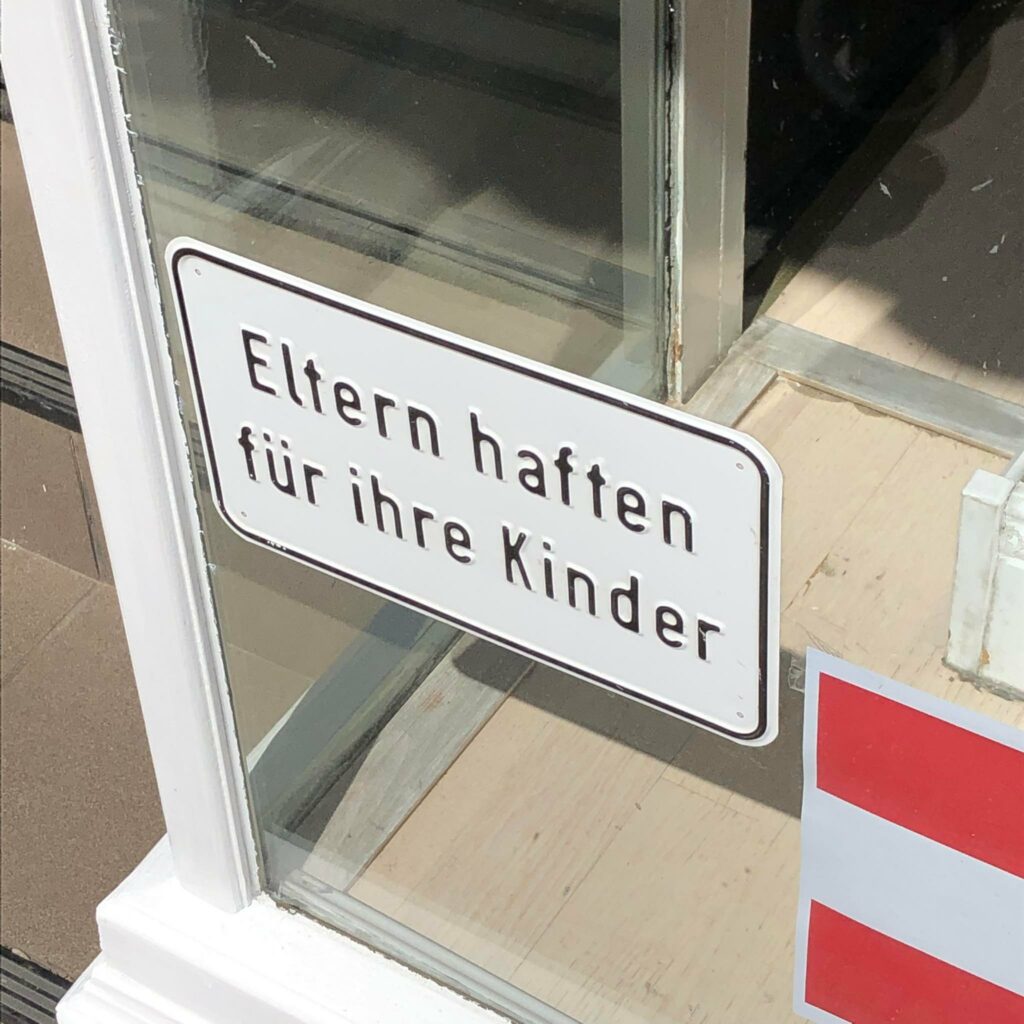 Eltern haften
für ihre Kinder